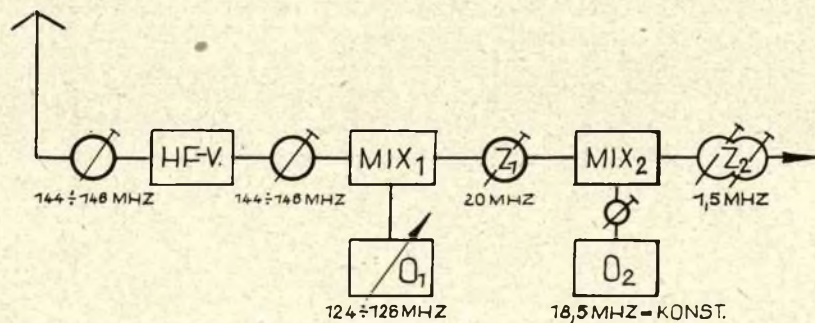 HF-V.
MIX₁
Z₁
MIX₂
Z₂
144÷146 MHZ
144÷146 MHZ
20 MHZ
1,5 MHZ
O₁
O₂
124÷126 MHZ
18,5 MHZ = KONST.